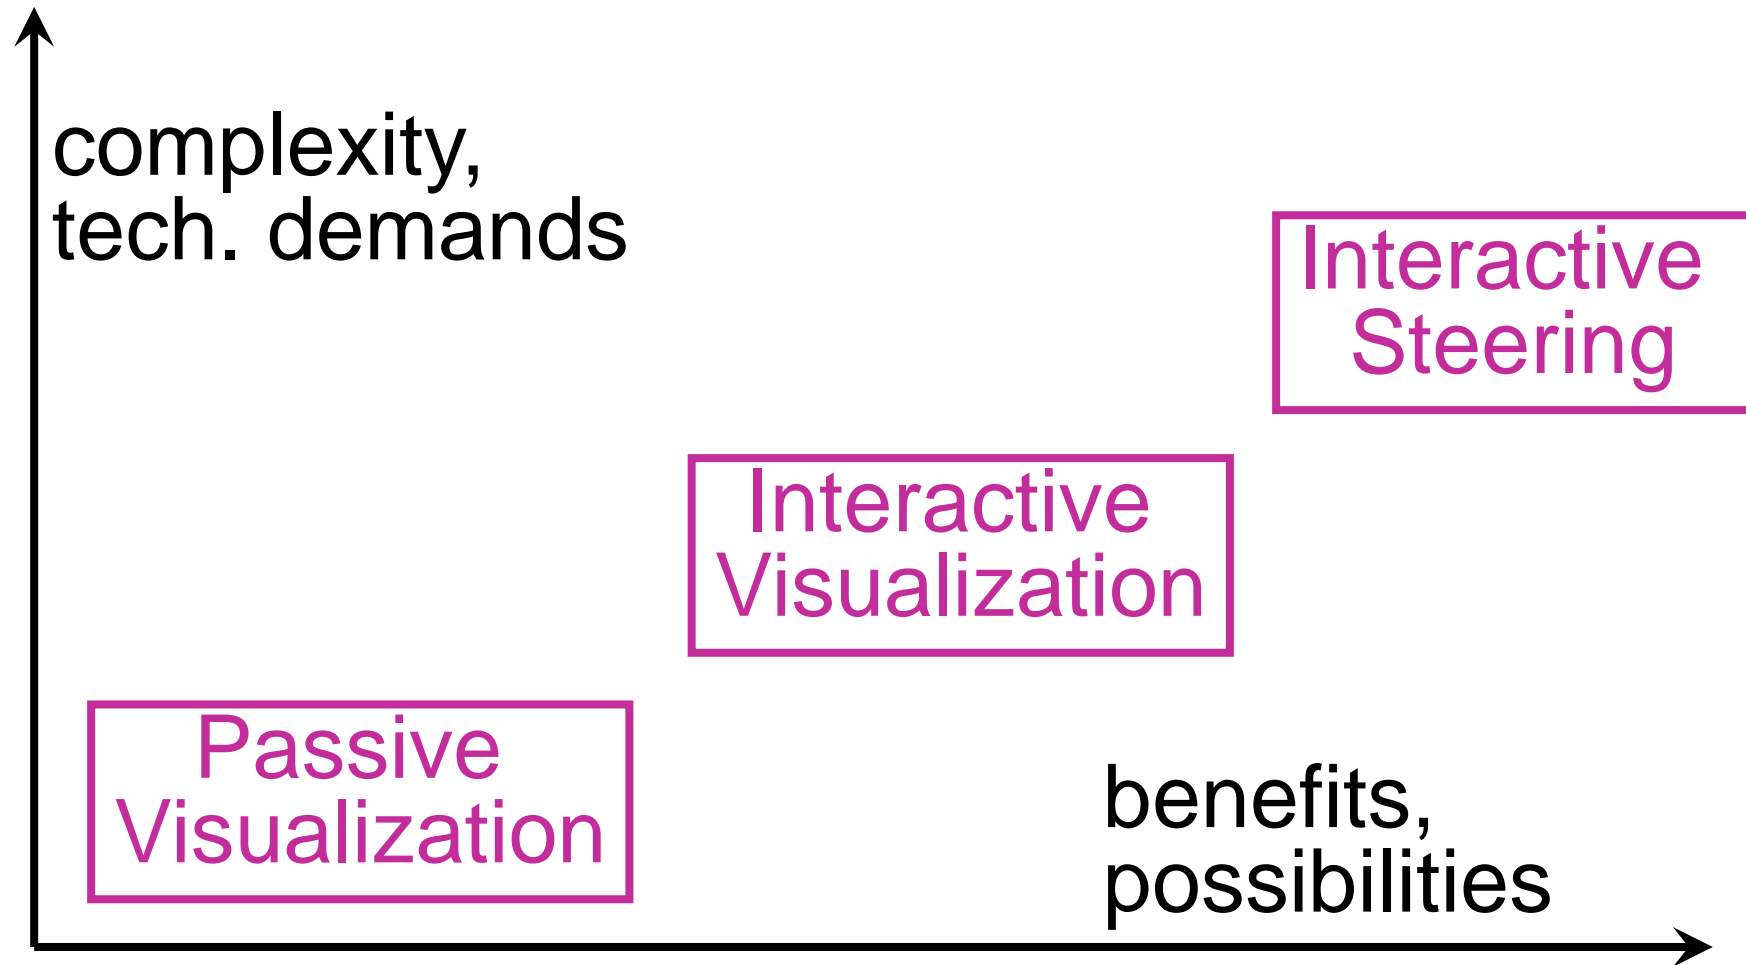 complexity,
tech. demands
Interactive
Steering
Interactive
Visualization
Passive
Visualization
benefits,
possibilities